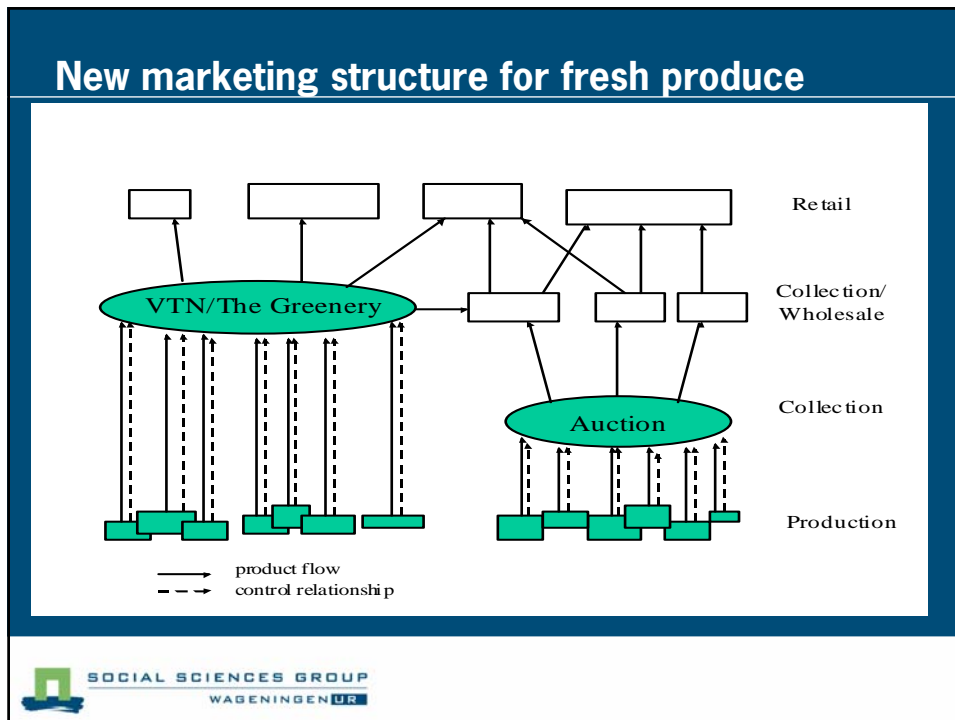 New marketing structure for fresh produce
Retail
VTN/The Greenery
Collection/
Wholesale
Collection
Auction
Production
product flow
control relationship
SOCIAL SCIENCES GROUP
WAGENINGEN UR